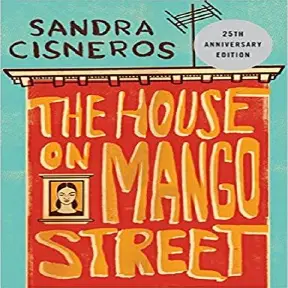 SANDRA
CISNEROS
25TH
ANNIVERSARY
EDITION
THE HOUSE
ON MANGO
STREET